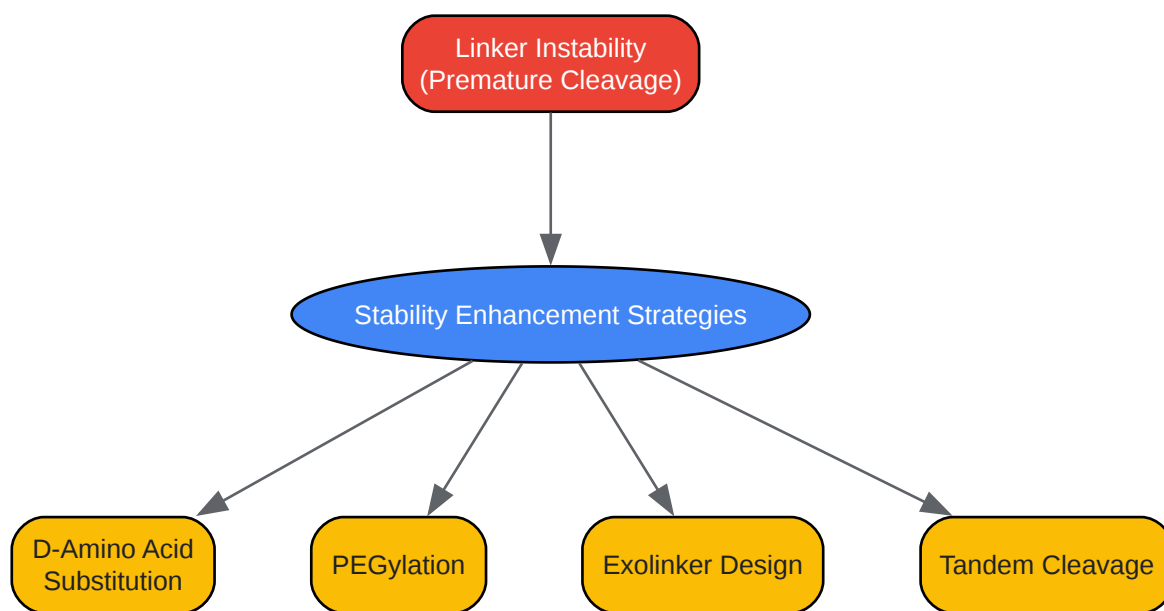 Linker Instability
(Premature Cleavage)
Stability Enhancement Strategies
D-Amino Acid
Substitution
PEGylation
Exolinker Design
Tandem Cleavage